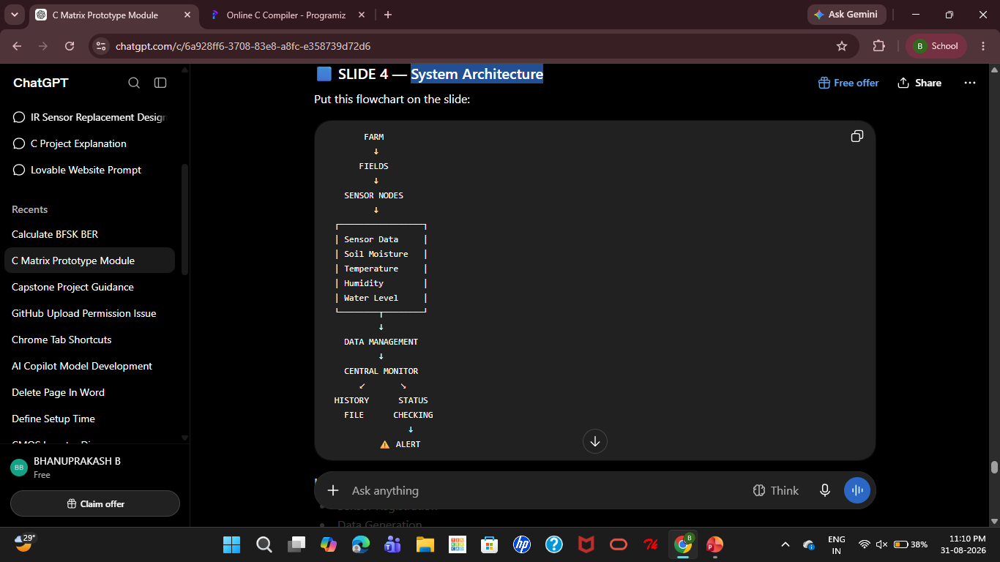 C Matrix Prototype Module
Online C Compiler - Programiz
Ask Gemini
chatgpt.com/c/6a928ff6-3708-83e8-a8fc-e358739d72d6
B School
ChatGPT
IR Sensor Replacement Design
C Project Explanation
Lovable Website Prompt
Recents
Calculate BFSK BER
C Matrix Prototype Module
Capstone Project Guidance
GitHub Upload Permission Issue
Chrome Tab Shortcuts
AI Copilot Model Development
Delete Page In Word
Define Setup Time
BB
BHANUPRAKASH B
Free
Claim offer
SLIDE 4 — System Architecture
Free offer
Share
Put this flowchart on the slide:
FARM
↓
FIELDS
↓
SENSOR NODES
↓
Sensor Data
Soil Moisture
Temperature
Humidity
Water Level
↓
DATA MANAGEMENT
↓
CENTRAL MONITOR
↙ ↘
HISTORY STATUS
FILE CHECKING
↓
⚠️ ALERT
Ask anything
Think
Data Generation
29°
ENG
IN
38%
11:10 PM
31-08-2026